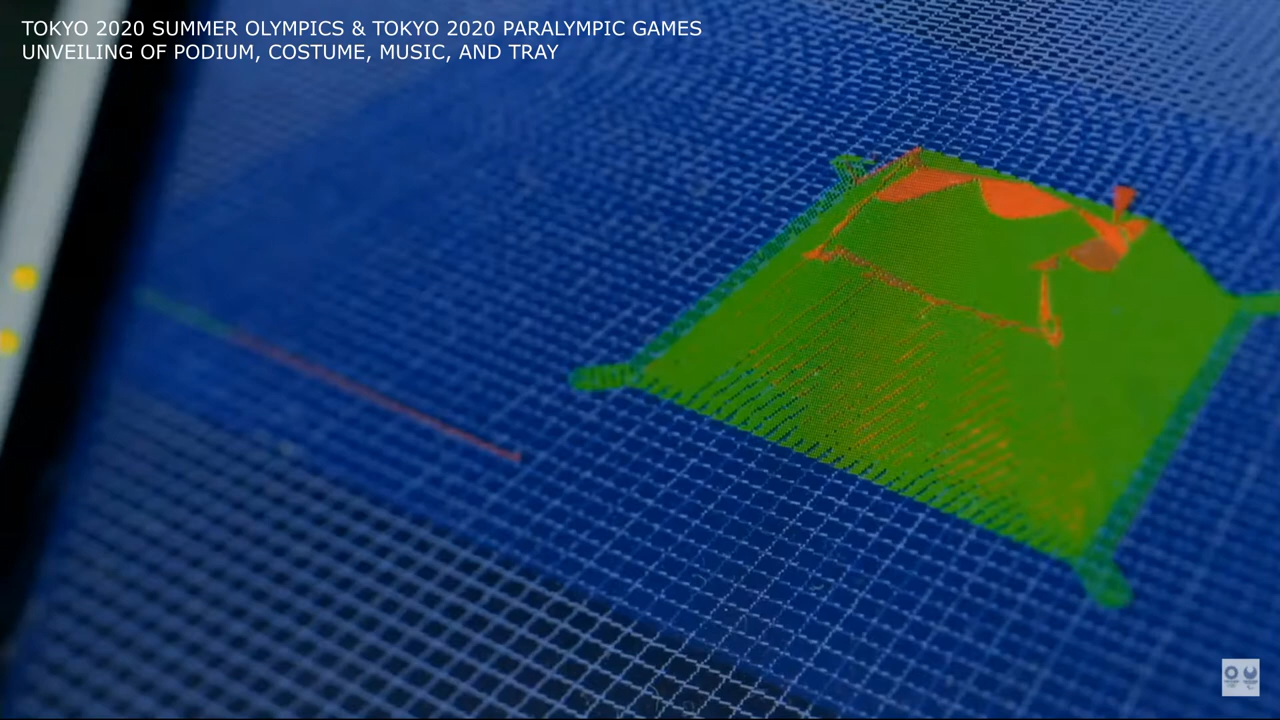 TOKYO 2020 SUMMER OLYMPICS & TOKYO 2020 PARALYMPIC GAMES
UNVEILING OF PODIUM, COSTUME, MUSIC, AND TRAY